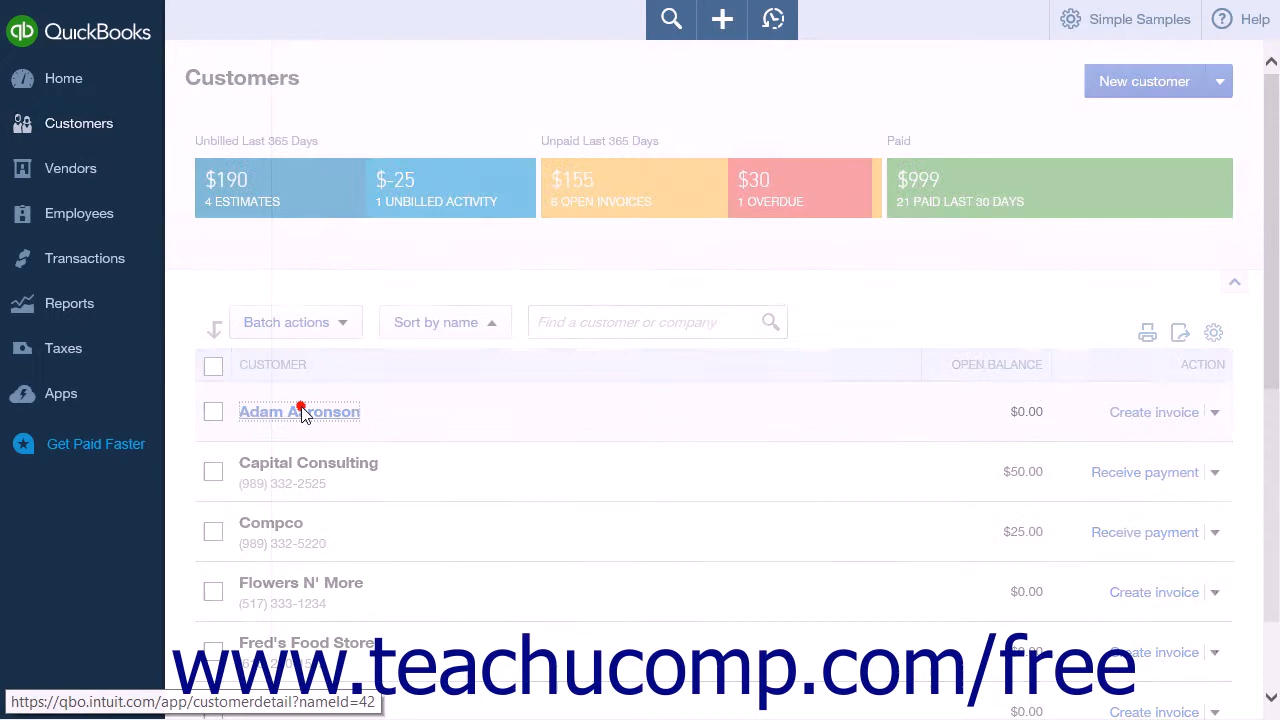 QuickBooks
Simple Samples
Help
Home
Customers
Vendors
Employees
Transactions
Reports
Taxes
Apps
Get Paid Faster
Customers
New customer
Unbilled Last 365 Days
Unpaid Last 365 Days
Paid
$190
4 ESTIMATES
$-25
1 UNBILLED ACTIVITY
$155
6 OPEN INVOICES
$30
1 OVERDUE
$999
21 PAID LAST 30 DAYS
Batch actions
Sort by name
Find a customer or company
CUSTOMER OPEN BALANCE ACTION
Adam Aaronson $0.00 Create invoice
Capital Consulting $50.00 Receive payment
(989) 332-2525
Compco $25.00 Receive payment
(989) 332-5220
Flowers N' More $0.00 Create invoice
(517) 333-1234
Fred's Food Store Create invoice
www.teachucomp.com/free
https://qbo.intuit.com/app/customerdetail?nameId=42
$0.00 Create invoice